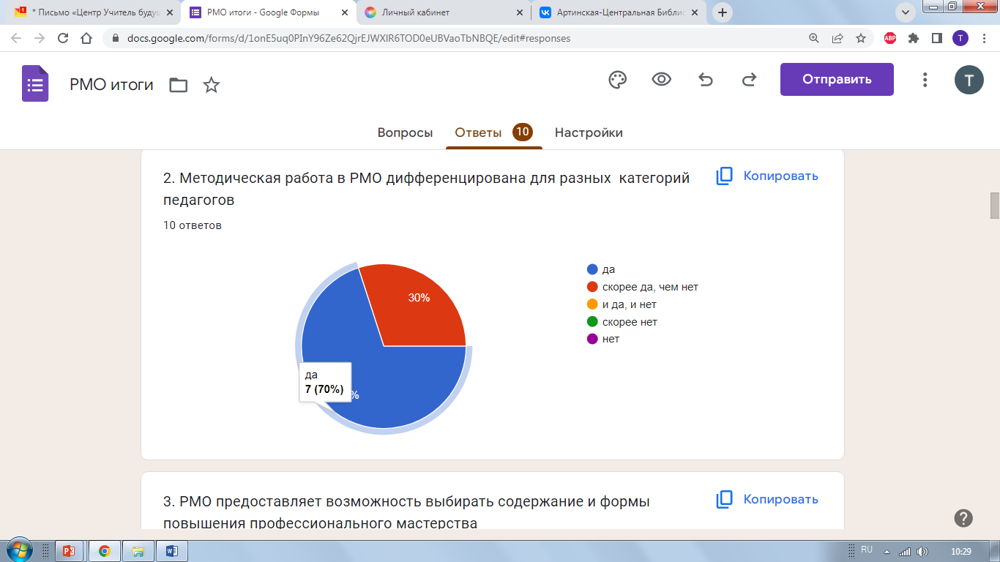 * Письмо «Центр Учитель будущ
РМО итоги - Google Формы
Личный кабинет
Артинская-Центральная Библис
docs.google.com/forms/d/1onE5uq0PInY96Ze62QjrEJWXlR6TOD0eUBVaoTbNBQE/edit#responses
ABP
T
РМО итоги
Отправить
T
Вопросы
Ответы 10
Настройки
2. Методическая работа в РМО дифференцирована для разных категорий
педагогов
Копировать
10 ответов
30%
да
7 (70%)
%
да
скорее да, чем нет
и да, и нет
скорее нет
нет
3. РМО предоставляет возможность выбирать содержание и формы
повышения профессионального мастерства
Копировать
RU
10:29